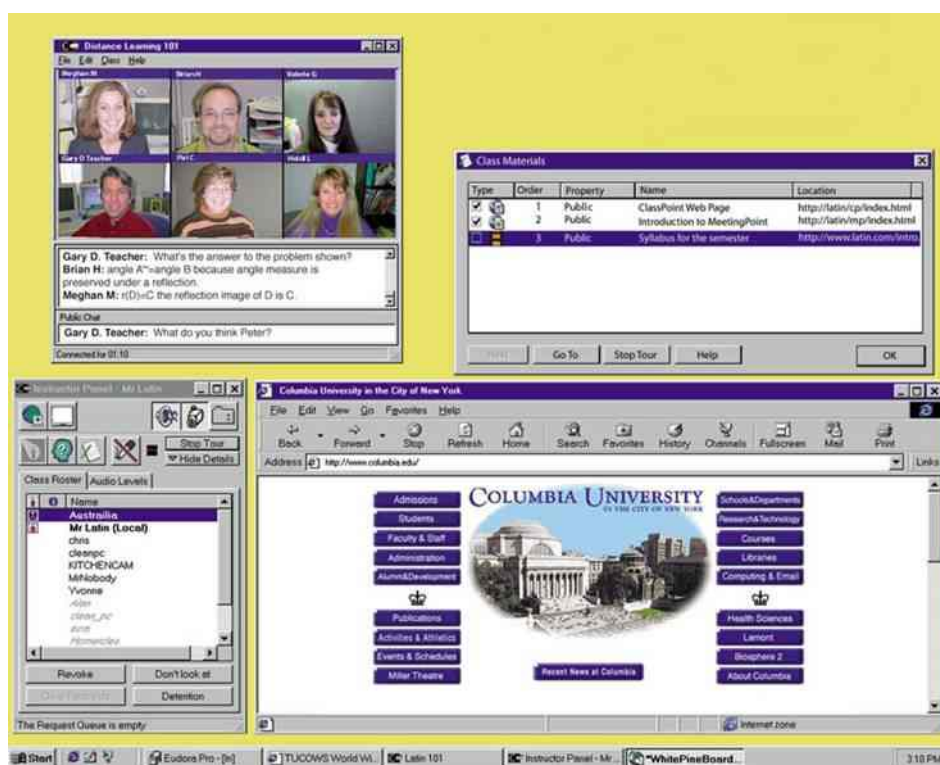 Distance Learning 101
File Edit Class Help
Meghan M
Brian H
Valerie G
Gary D Teacher
Pet C
Heidi L
Gary D. Teacher: What's the answer to the problem shown?
Brian H: angle A"=angle B because angle measure is
preserved under a reflection.
Meghan M: r(D)=C the reflection image of D is C.
Public Chat
Gary D. Teacher: What do you think Peter?
Connected for 01:10
Class Materials
Type Order Property Name Location
1 Public ClassPoint Web Page http://latin/cp/index.html
2 Public Introduction to MeetingPoint http://latin/mp/index.html
3 Public Syllabus for the semester http://www.latin.com/intro.
Next Go To Stop Tour Help OK
Instructor Panel - Mr Latin
Stop Tour
Hide Details
Class Roster Audio Levels
Name
Austrailia
Mr Latin (Local)
chris
cleanpc
KITCHENCAM
MrNobody
Yvonne
Alan
clean_pc
Revoke Don't look at
Detention
The Request Queue is empty
Columbia University in the City of New York
File Edit View Go Favorites Help
Back Forward Stop Refresh Home Search Favorites History Channels Fullscreen Mail Print
Address http://www.columbia.edu/ Links
COLUMBIA UNIVERSITY
IN THE CITY OF NEW YORK
Admissions
Students
Faculty & Staff
Administration
Alumni&Development
Publications
Activities & Athletics
Events & Schedules
Miller Theatre
Recent News at Columbia
Schools&Departments
Research&Technology
Courses
Libraries
Computing & Email
Health Sciences
Lamont
Biosphere 2
About Columbia
Internet zone
Start Eudora Pro - [In] TUCOWS World Wi... Latin 101 Instructor Panel - Mr ... "WhitePineBoard... 3:10 PM